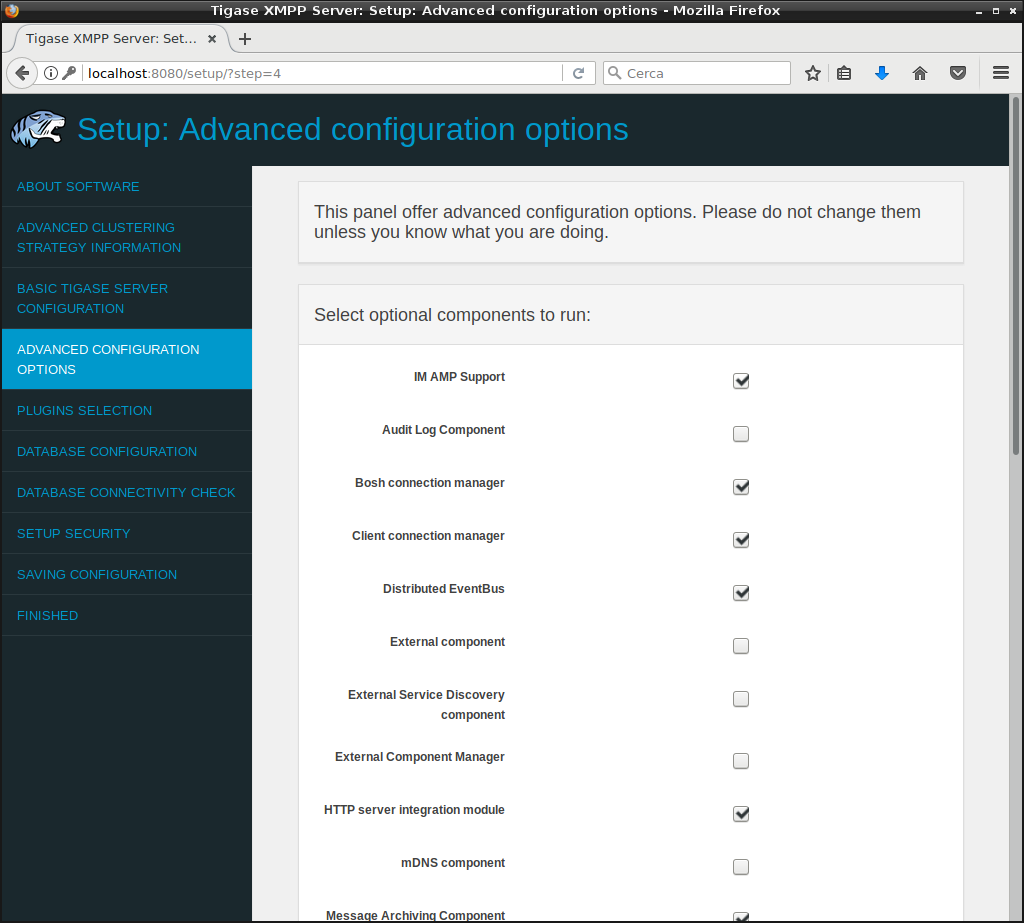 Tigase XMPP Server: Setup: Advanced configuration options - Mozilla Firefox
Tigase XMPP Server: Set...
localhost:8080/setup/?step=4
Cerca
Setup: Advanced configuration options
ABOUT SOFTWARE
ADVANCED CLUSTERING
STRATEGY INFORMATION
BASIC TIGASE SERVER
CONFIGURATION
ADVANCED CONFIGURATION
OPTIONS
PLUGINS SELECTION
DATABASE CONFIGURATION
DATABASE CONNECTIVITY CHECK
SETUP SECURITY
SAVING CONFIGURATION
FINISHED
This panel offer advanced configuration options. Please do not change them
unless you know what you are doing.
Select optional components to run:
IM AMP Support
Audit Log Component
Bosh connection manager
Client connection manager
Distributed EventBus
External component
External Service Discovery
component
External Component Manager
HTTP server integration module
mDNS component
Message Archiving Component